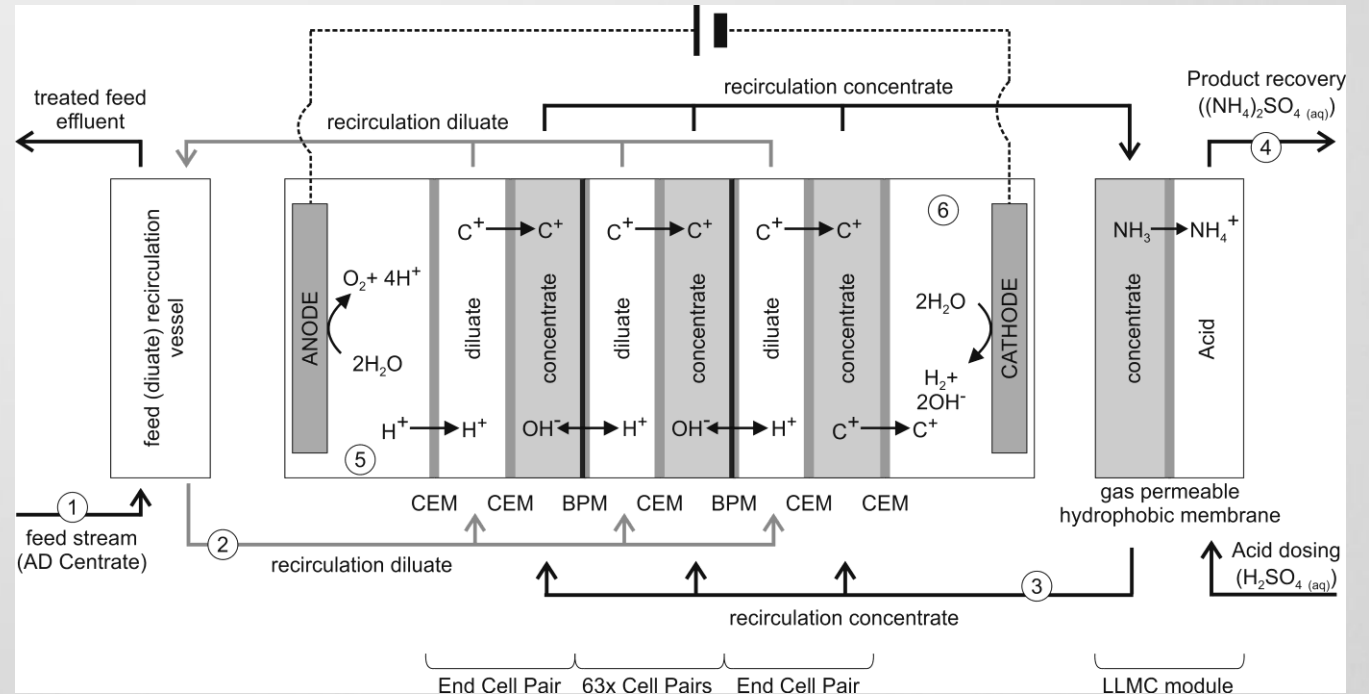 recirculation concentrate
Product recovery
((NH₄)₂SO₄ (aq))
4
treated feed
effluent
recirculation diluate
feed (diuate) recirculation
vessel
ANODE
O₂+ 4H⁺
2H₂O
H⁺
H⁺
5
diluate
C⁺
C⁺
concentrate
OH⁻
H⁺
diluate
C⁺
C⁺
concentrate
OH⁻
H⁺
diluate
C⁺
C⁺
concentrate
C⁺
C⁺
6
2H₂O
H₂+
2OH⁻
CATHODE
NH₃
NH₄⁺
concentrate
Acid
CEM
CEM
BPM
CEM
BPM
CEM
CEM
gas permeable
hydrophobic membrane
1
feed stream
(AD Centrate)
2
recirculation diluate
3
recirculation concentrate
Acid dosing
(H₂SO₄ (aq))
End Cell Pair
63x Cell Pairs
End Cell Pair
LLMC module